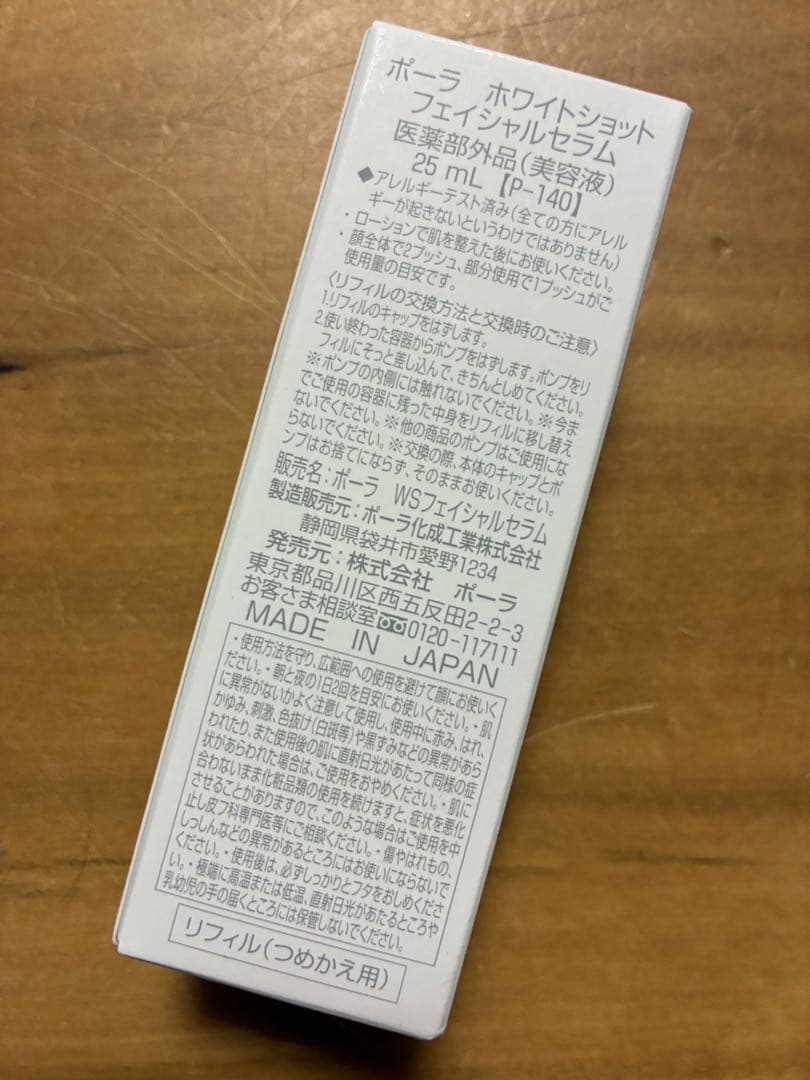 ポーラ ホワイトショット
フェイシャルセラム
医薬部外品(美容液)
25 mL 【P-140】
◆アレルギーテスト済み(全ての方にアレル
ギーが起きないというわけではありません)
・ローションで肌を整えた後にお使いください。
・顔全体で2プッシュ、部分使用で1プッシュがご
使用量の目安です。
〈リフィルの交換方法と交換時のご注意〉
1.リフィルのキャップをはずします。
2.使い終わった容器からポンプをはずします。ポンプをリ
フィルにそっと差し込んで、きちんとしめてください。
※ポンプの内側には触れないでください。※今ま
でご使用の容器に残った中身をリフィルに移し替え
ないでください。※他の商品のポンプはご使用にな
らないでください。※交換の際、本体のキャップとポ
ンプはお捨てにならず、そのままお使いください。
販売名:ポーラ WSフェイシャルセラム
製造販売元:ポーラ化成工業株式会社
静岡県袋井市愛野1234
発売元:株式会社 ポーラ
東京都品川区西五反田2-2-3
お客さま相談室 0120-117111
MADE IN JAPAN
・使用方法を守り、広範囲への使用を避けて顔にお使いく
ださい。・朝と夜の1日2回を目安にお使いください。・肌
に異常がないかよく注意して使用し、使用中に赤み、はれ、
かゆみ、刺激、色抜け(白斑等)や黒ずみなどの異常があら
われたり、また使用後の肌に直射日光があたって同様の症
状があらわれた場合は、ご使用をおやめください。・肌に
合わないまま化粧品類の使用を続けますと、症状を悪化
させることがありますので、このような場合はご使用を中
止し皮フ科専門医等にご相談ください。・傷やはれもの、
しっしんなどの異常があるところにはお使いにならないで
ください。・使用後は、必ずしっかりとフタをおしめくださ
い。・極端に高温または低温、直射日光があたるところや
乳幼児の手の届くところには保管しないでください。
リフィル(つめかえ用)